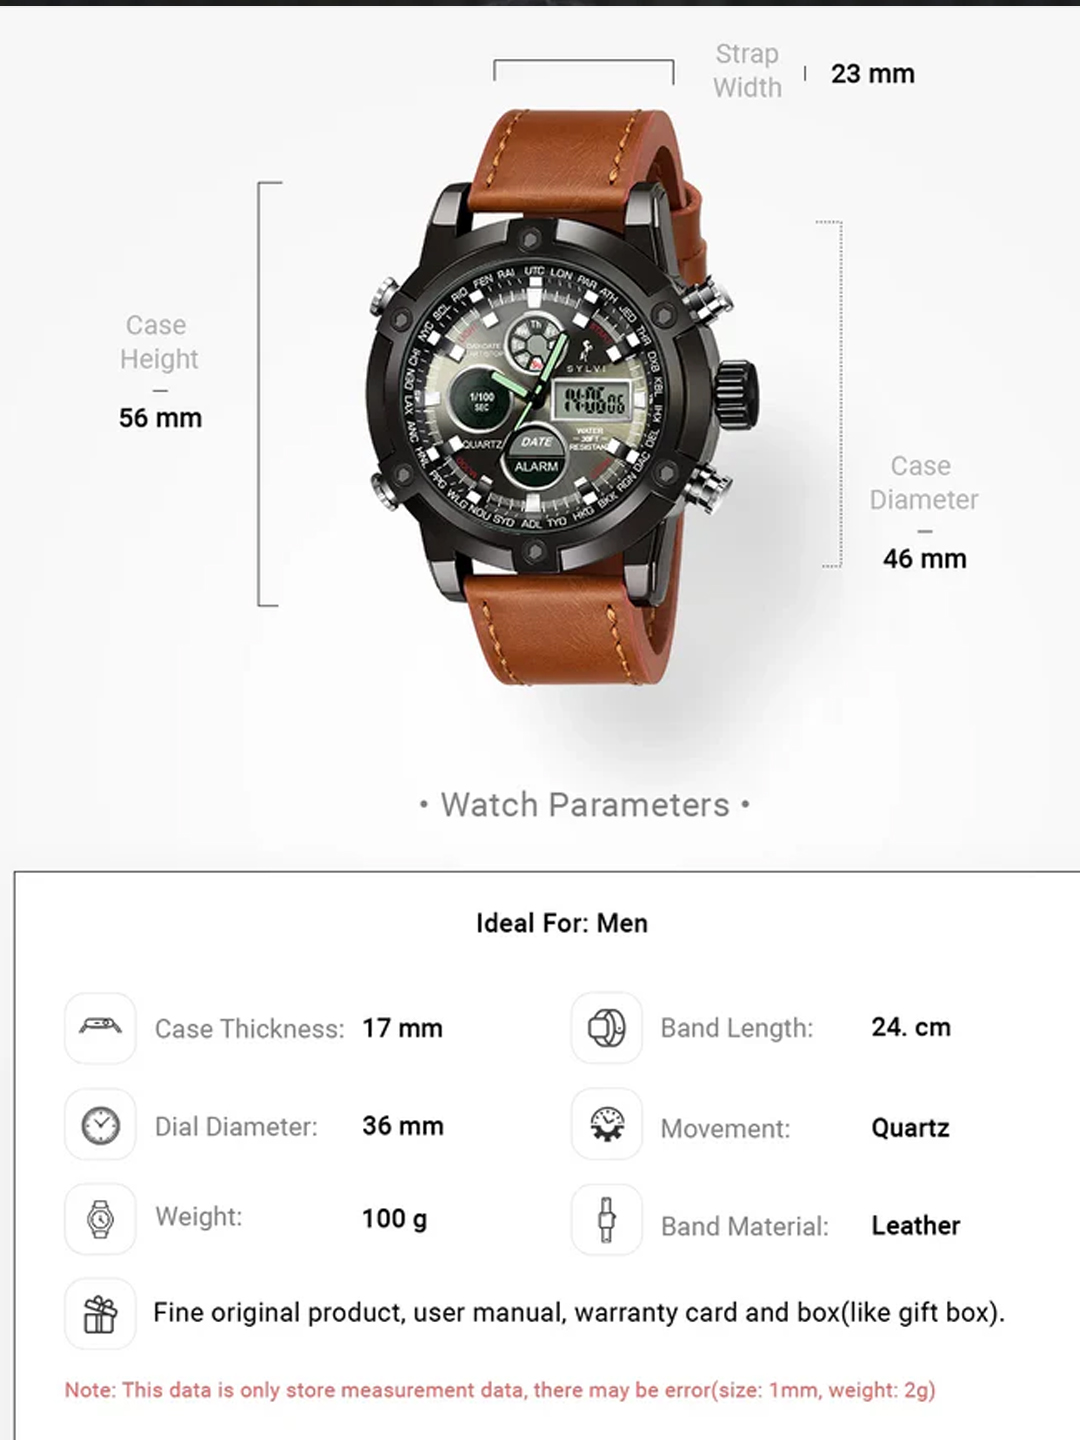 Strap
Width
23 mm
Case
Height
56 mm
UTC LON PAR ATH JED THR DXB KBL KHI DEL DAC RGN BKK HKG TYO ADL SYD NOU WLG PPG HNL ANC LAX DEN CHI NYC SCL RIO FEN RAI
Th
SYLVI
1/100
SEC
14:06 06
WATER
30FT
RESISTANT
QUARTZ
DATE
ALARM
Case
Diameter
46 mm
• Watch Parameters •
Ideal For: Men
Case Thickness: 17 mm
Band Length: 24. cm
Dial Diameter: 36 mm
Movement: Quartz
Weight: 100 g
Band Material: Leather
Fine original product, user manual, warranty card and box(like gift box).
Note: This data is only store measurement data, there may be error(size: 1mm, weight: 2g)